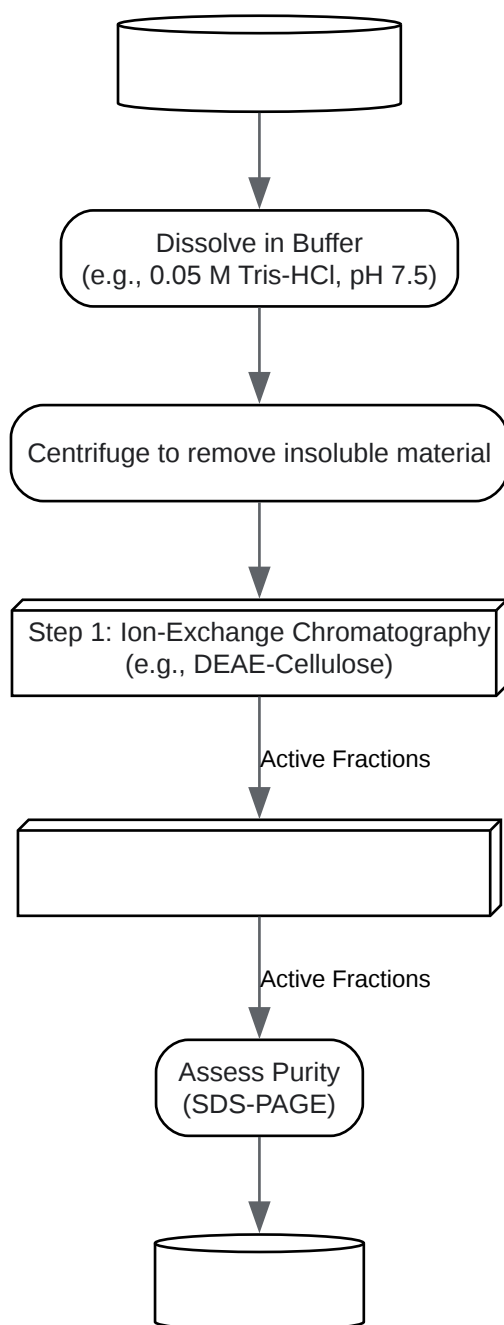 Dissolve in Buffer
(e.g., 0.05 M Tris-HCl, pH 7.5)
Centrifuge to remove insoluble material
Step 1: Ion-Exchange Chromatography
(e.g., DEAE-Cellulose)
Active Fractions
Active Fractions
Assess Purity
(SDS-PAGE)